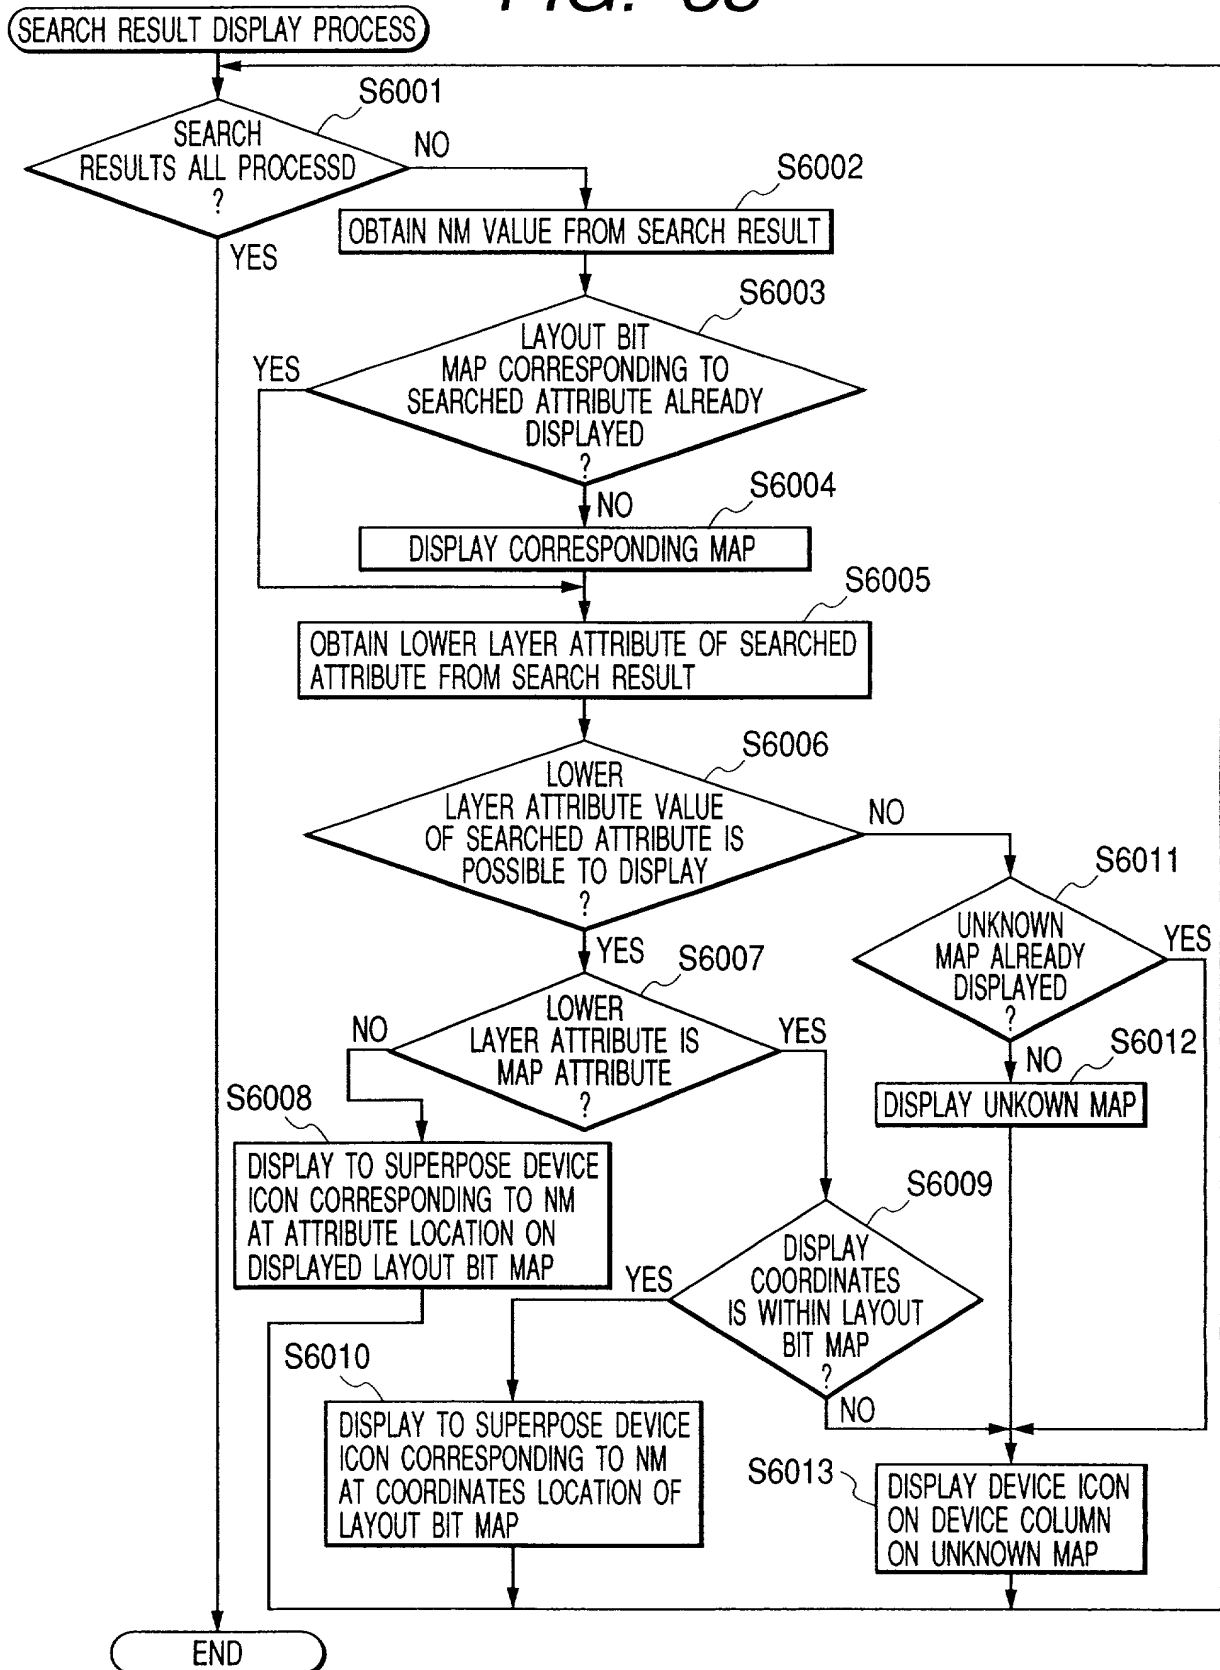 SEARCH RESULT DISPLAY PROCESS
S6001
SEARCH
RESULTS ALL PROCESSD
?
NO
YES
S6002
OBTAIN NM VALUE FROM SEARCH RESULT
S6003
LAYOUT BIT
MAP CORRESPONDING TO
SEARCHED ATTRIBUTE ALREADY
DISPLAYED
?
YES
NO
S6004
DISPLAY CORRESPONDING MAP
S6005
OBTAIN LOWER LAYER ATTRIBUTE OF SEARCHED
ATTRIBUTE FROM SEARCH RESULT
S6006
LOWER
LAYER ATTRIBUTE VALUE
OF SEARCHED ATTRIBUTE IS
POSSIBLE TO DISPLAY
?
NO
YES
S6011
UNKNOWN
MAP ALREADY
DISPLAYED
?
YES
NO
S6012
DISPLAY UNKOWN MAP
S6007
LOWER
LAYER ATTRIBUTE IS
MAP ATTRIBUTE
?
NO
YES
S6008
DISPLAY TO SUPERPOSE DEVICE
ICON CORRESPONDING TO NM
AT ATTRIBUTE LOCATION ON
DISPLAYED LAYOUT BIT MAP
S6009
DISPLAY
COORDINATES
IS WITHIN LAYOUT
BIT MAP
?
YES
NO
S6010
DISPLAY TO SUPERPOSE DEVICE
ICON CORRESPONDING TO NM
AT COORDINATES LOCATION OF
LAYOUT BIT MAP
S6013
DISPLAY DEVICE ICON
ON DEVICE COLUMN
ON UNKNOWN MAP
END